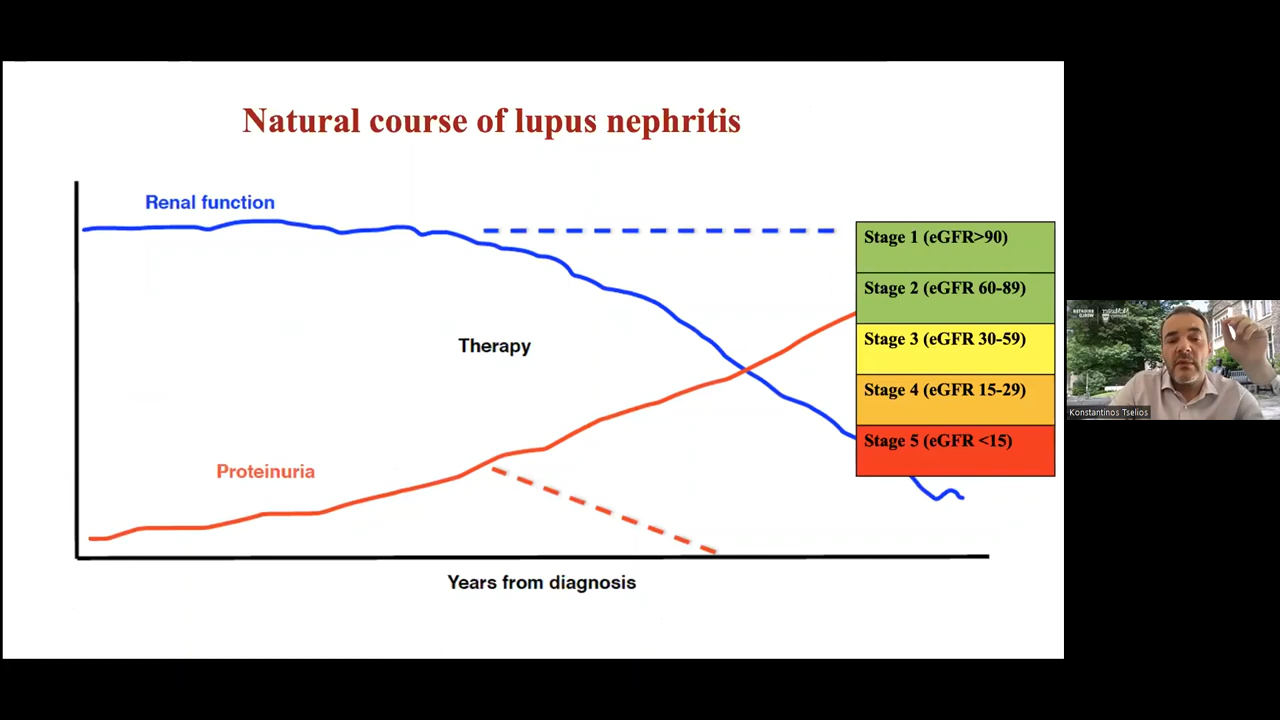 Natural course of lupus nephritis
Renal function
Stage 1 (eGFR>90)
Stage 2 (eGFR 60-89)
Stage 3 (eGFR 30-59)
Stage 4 (eGFR 15-29)
Stage 5 (eGFR <15)
Therapy
Proteinuria
Years from diagnosis
Konstantinos Tselios